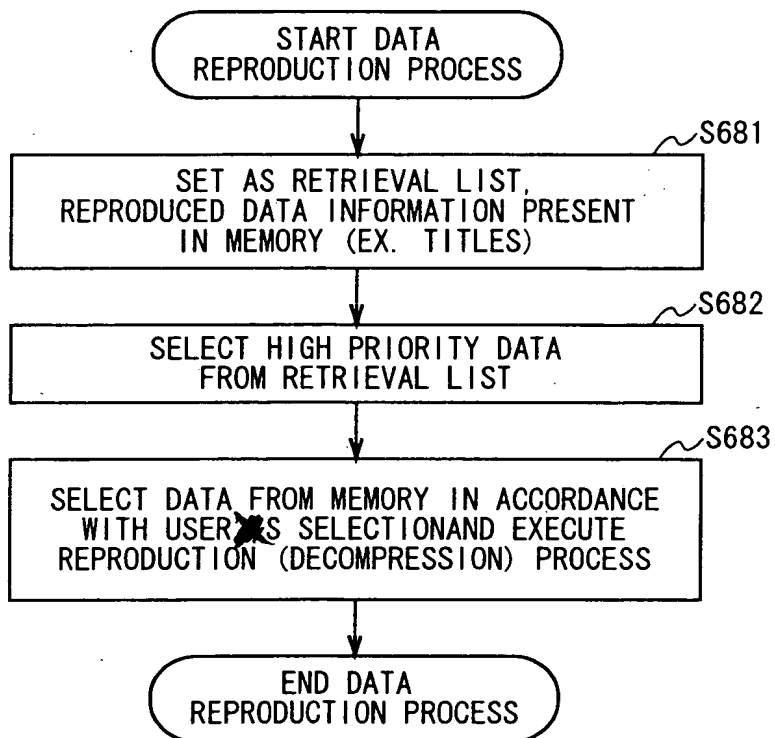 START DATA
REPRODUCTION PROCESS
S681
SET AS RETRIEVAL LIST,
REPRODUCED DATA INFORMATION PRESENT
IN MEMORY (EX. TITLES)
S682
SELECT HIGH PRIORITY DATA
FROM RETRIEVAL LIST
S683
SELECT DATA FROM MEMORY IN ACCORDANCE
WITH USER S SELECTIONAND EXECUTE
REPRODUCTION (DECOMPRESSION) PROCESS
END DATA
REPRODUCTION PROCESS